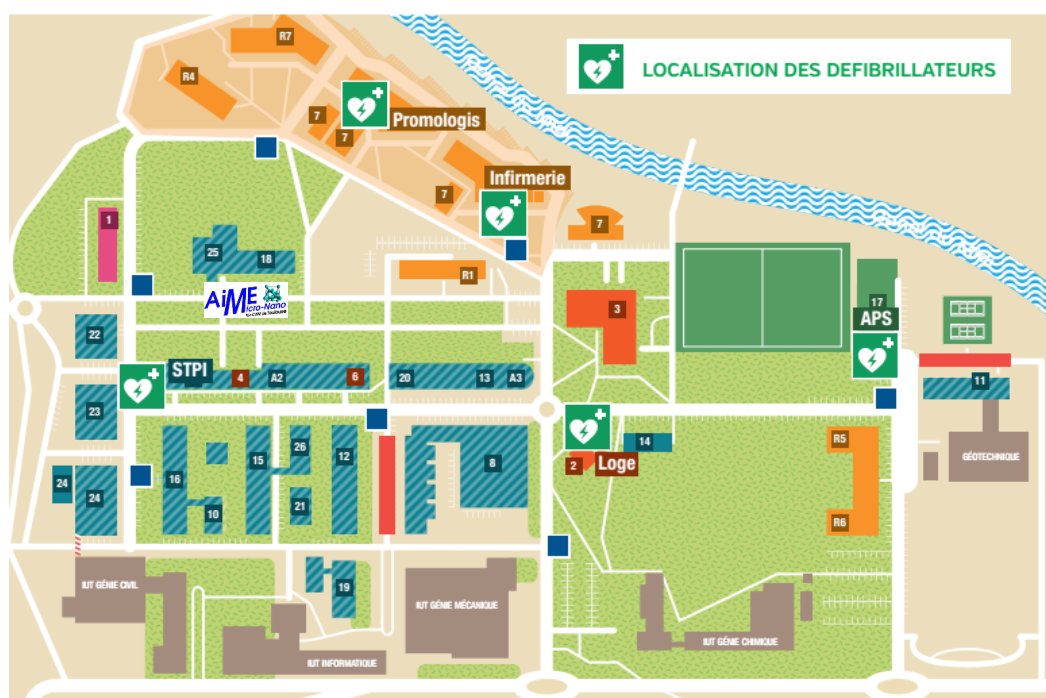 LOCALISATION DES DEFIBRILLATEURS
R7
R4
7
Promologis
7
Infirmerie
7
1
7
25
18
R1
AiME
icro-Nano
3
17
APS
22
STPI
4
A2
6
20
13
A3
11
23
R5
26
14
15
12
8
2
Loge
GÉOTECHNIQUE
16
24
24
21
10
R6
IUT GÉNIE CIVIL
19
IUT GÉNIE MÉCANIQUE
IUT GÉNIE CHIMIQUE
IUT INFORMATIQUE